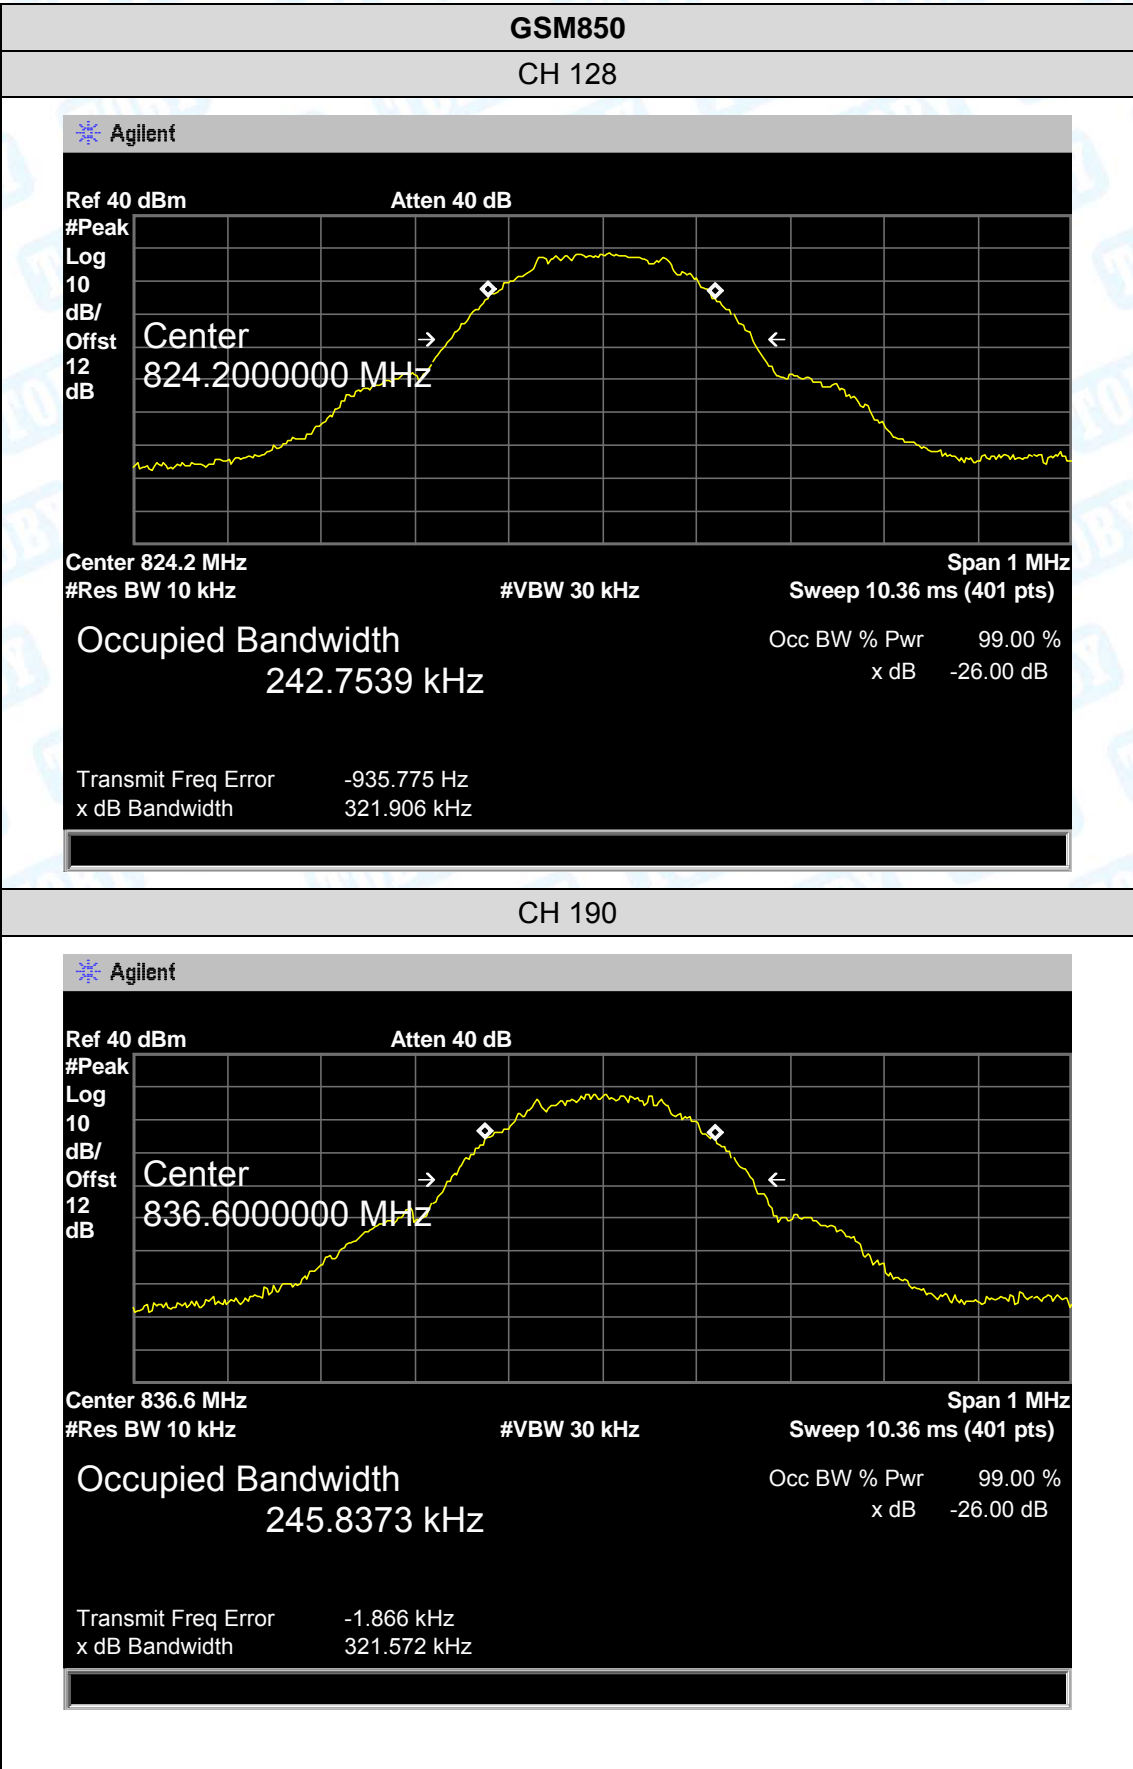 GSM850
CH 128
Agilent
Ref 40 dBm Atten 40 dB
#Peak
Log
10
dB/
Offst
12
dB
Center
824.2000000 MHz
Center 824.2 MHz Span 1 MHz
#Res BW 10 kHz #VBW 30 kHz Sweep 10.36 ms (401 pts)
Occupied Bandwidth Occ BW % Pwr 99.00 %
242.7539 kHz x dB -26.00 dB
Transmit Freq Error -935.775 Hz
x dB Bandwidth 321.906 kHz
CH 190
Agilent
Ref 40 dBm Atten 40 dB
#Peak
Log
10
dB/
Offst
12
dB
Center
836.6000000 MHz
Center 836.6 MHz Span 1 MHz
#Res BW 10 kHz #VBW 30 kHz Sweep 10.36 ms (401 pts)
Occupied Bandwidth Occ BW % Pwr 99.00 %
245.8373 kHz x dB -26.00 dB
Transmit Freq Error -1.866 kHz
x dB Bandwidth 321.572 kHz